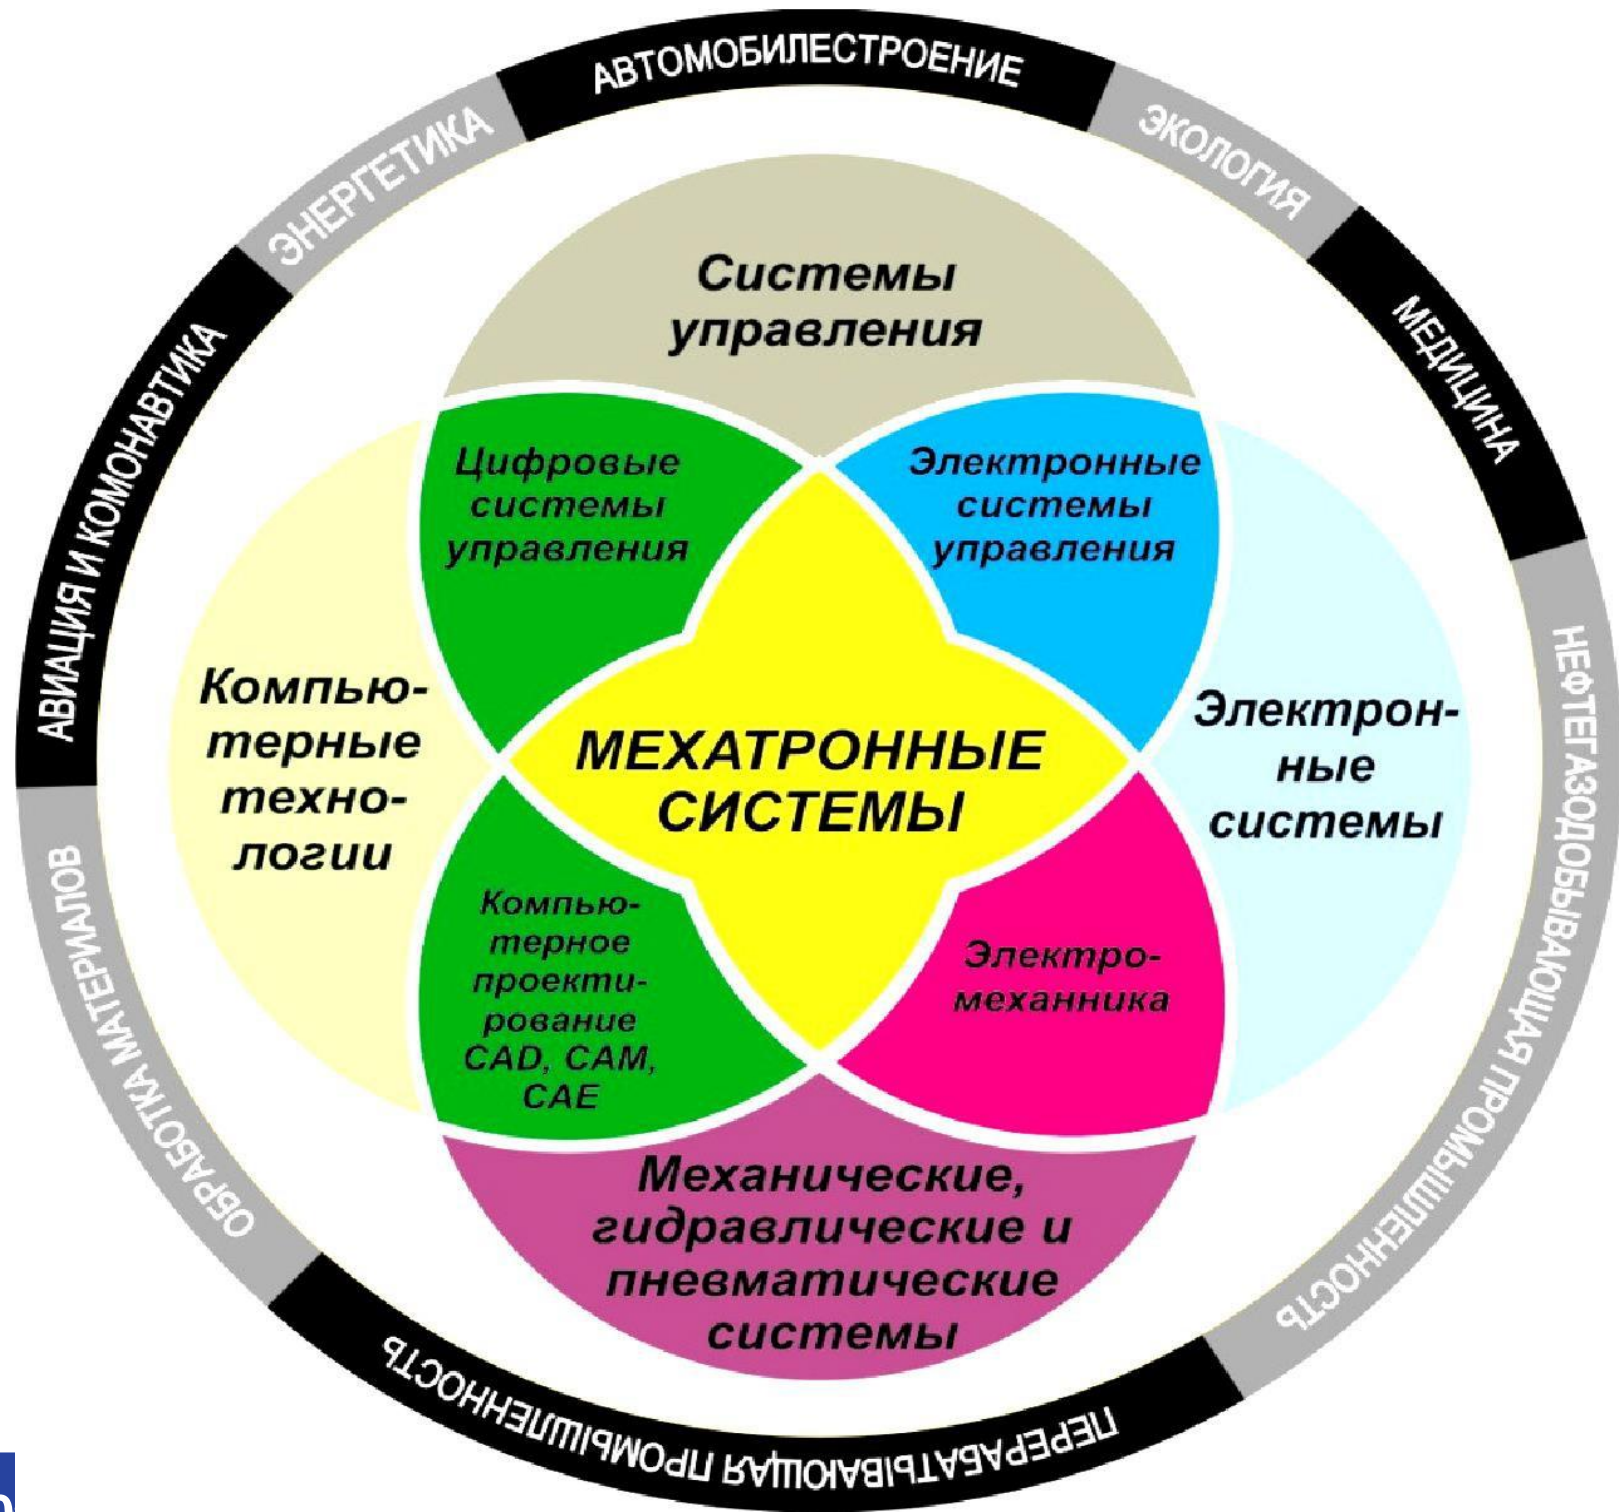 АВТОМОБИЛЕСТРОЕНИЕ
ЭКОЛОГИЯ
МЕДИЦИНА
НЕФТЕГАЗОДОБЫВАЮЩАЯ ПРОМЫШЛЕННОСТЬ
ПЕРЕРАБАТЫВАЮЩАЯ ПРОМЫШЛЕННОСТЬ
ОБРАБОТКА МАТЕРИАЛОВ
АВИАЦИЯ И КОМОНАВТИКА
ЭНЕРГЕТИКА
Системы
управления
Цифровые
системы
управления
Электронные
системы
управления
Компью-
терные
техно-
логии
МЕХАТРОННЫЕ
СИСТЕМЫ
Электрон-
ные
системы
Компью-
терное
проекти-
рование
CAD, CAM,
CAE
Электро-
механника
Механические,
гидравлические и
пневматические
системы